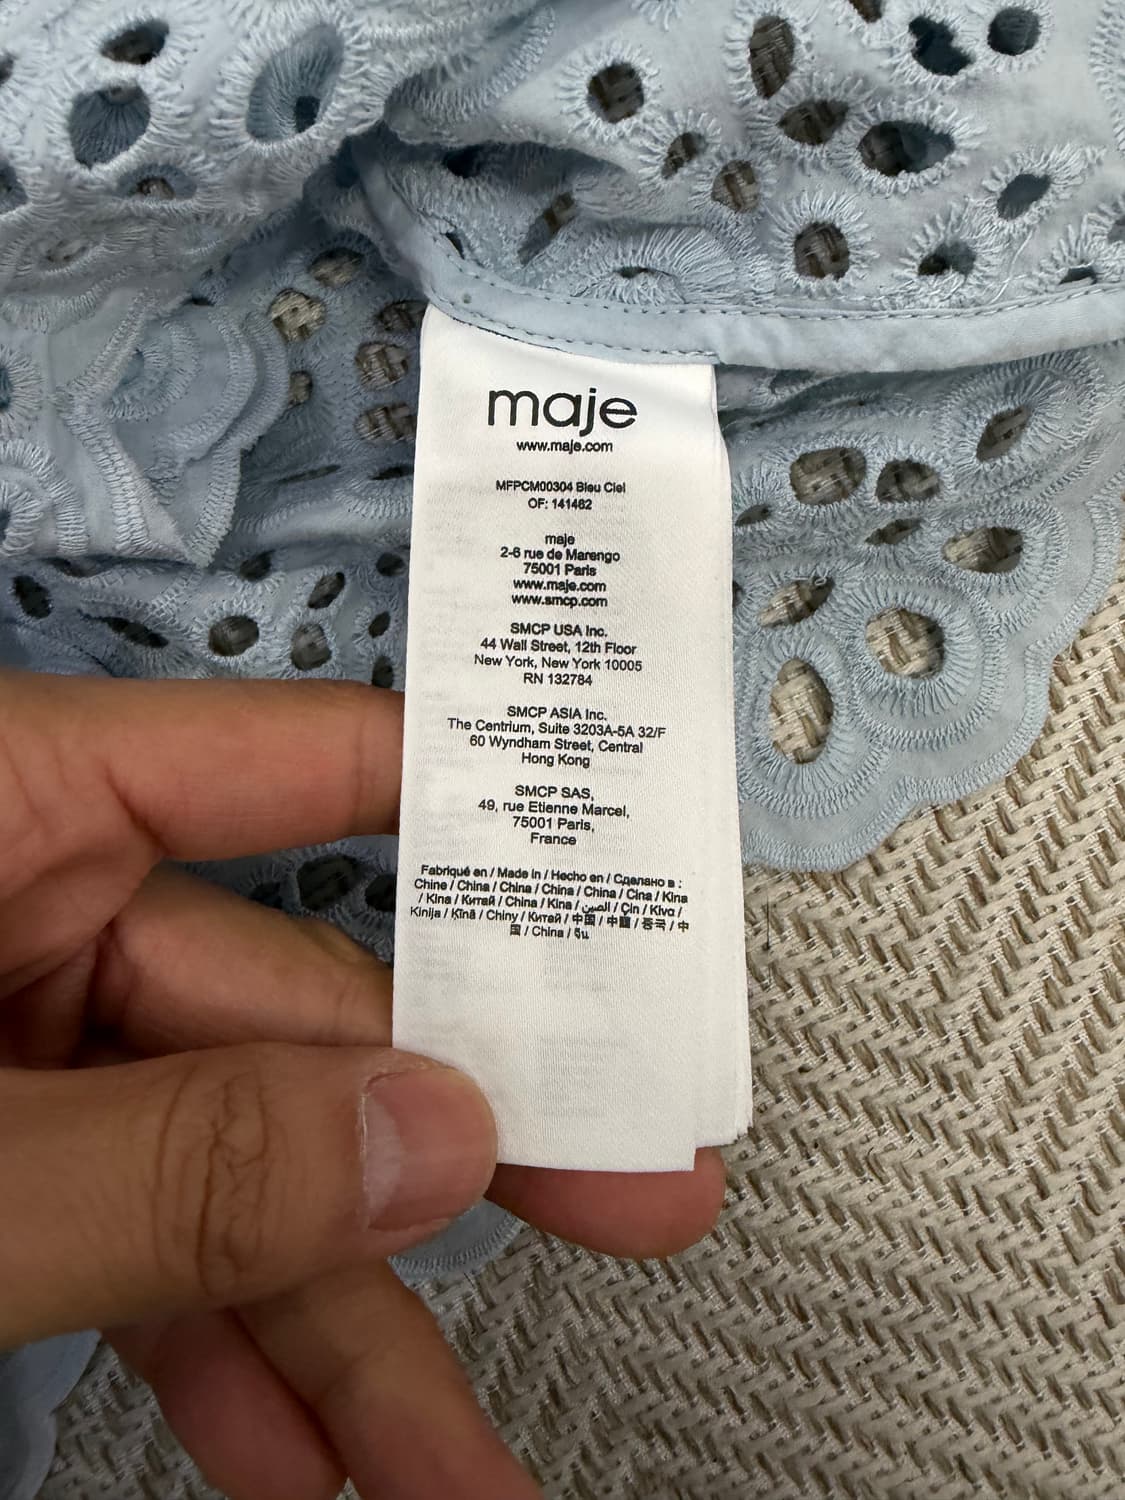 maje
www.maje.com
MFPCM00304 Bleu Ciel
OF: 141462
maje
2-6 rue de Marengo
75001 Paris
www.maje.com
www.smcp.com
SMCP USA Inc.
44 Wall Street, 12th Floor
New York, New York 10005
RN 132784
SMCP ASIA Inc.
The Centrium, Suite 3203A-5A 32/F
60 Wyndham Street, Central
Hong Kong
SMCP SAS,
49, rue Etienne Marcel,
75001 Paris,
France
Fabriqué en / Made in / Hecho en / Сделано в :
Chine / China / China / China / China / Cina / Kina
/ Kina / Китай / China / Kina / الصين / Çin / Kiva /
Kinija / Ķīnā / Chiny / Китай / 中国 / 中國 / 중국 / 中
国 / China / จีน